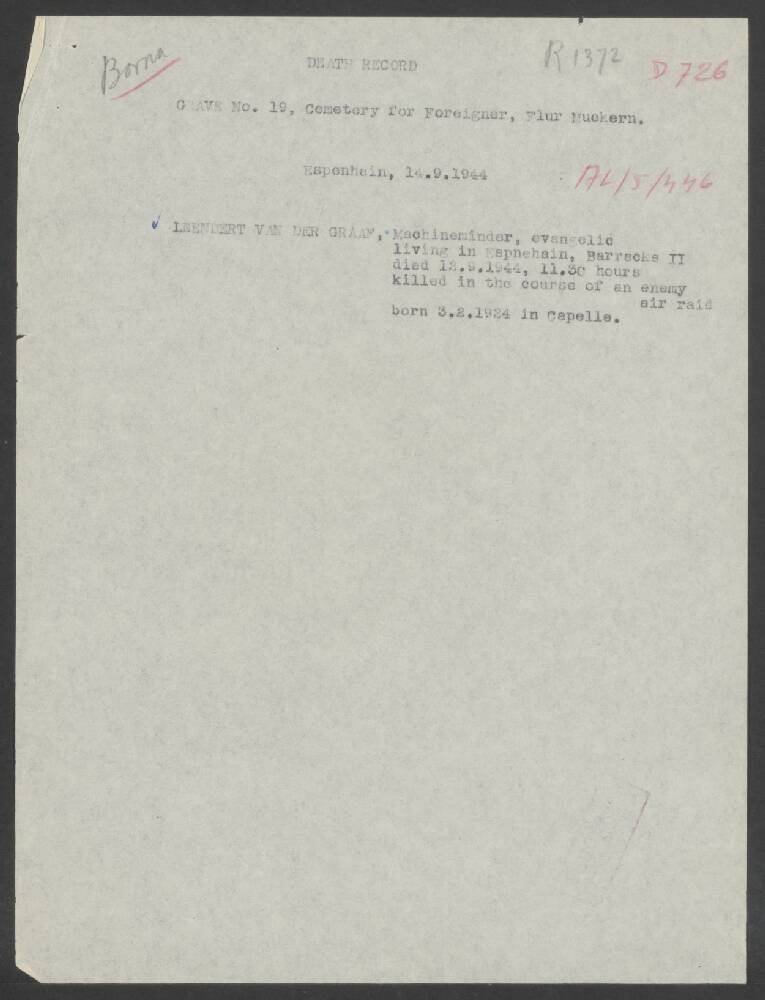 Borna
DEATH RECORD
R 1372
D 726
GRAVE No. 19, Cemetery for Foreigner, Flur Muckern.
Espenhain, 14.9.1944
AL/5/446
LEENDERT VAN DER GRAAF, Machineminder, evangelic
living in Espnehain, Barracks II
died 12.9.1944, 11.30 hours
killed in the course of an enemy
air raid
born 3.2.1924 in Capelle.